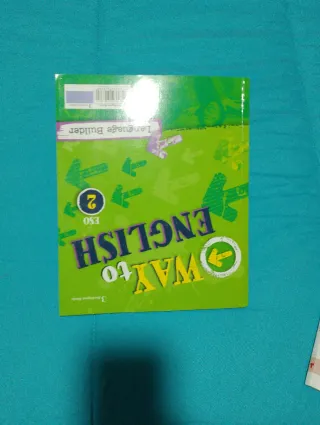 WAY to
ENGLISH
ESO
2
Language Builder